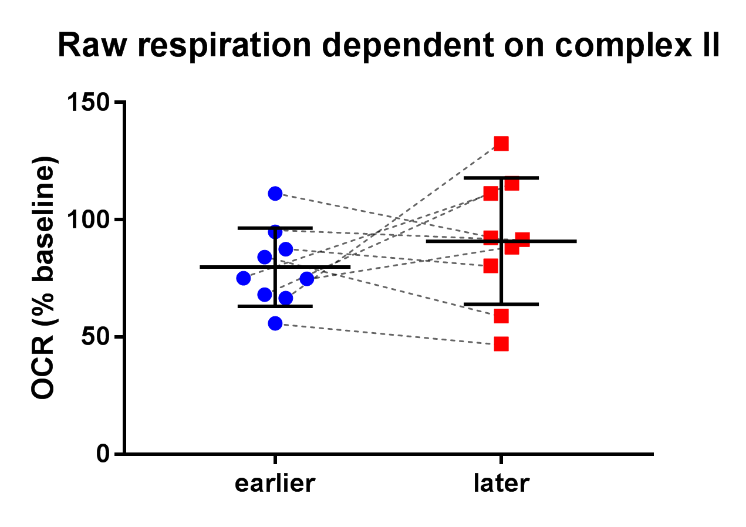 Raw respiration dependent on complex II
OCR (% baseline)
150
100
50
0
earlier
later